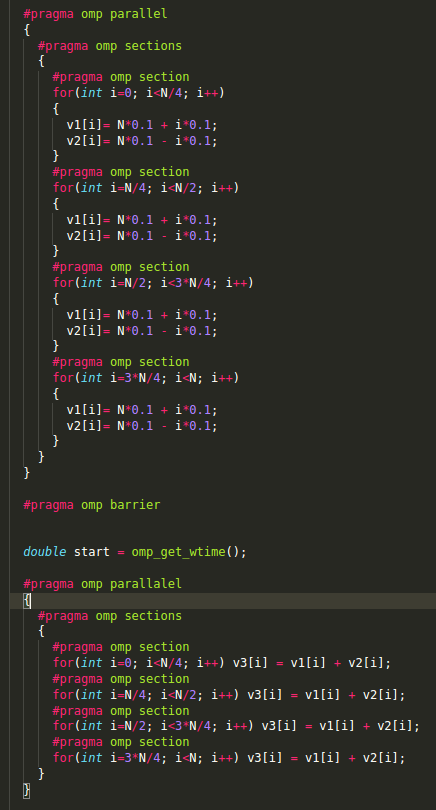 #pragma omp parallel
{
#pragma omp sections
{
#pragma omp section
for(int i=0; i<N/4; i++)
{
v1[i]= N*0.1 + i*0.1;
v2[i]= N*0.1 - i*0.1;
}
#pragma omp section
for(int i=N/4; i<N/2; i++)
{
v1[i]= N*0.1 + i*0.1;
v2[i]= N*0.1 - i*0.1;
}
#pragma omp section
for(int i=N/2; i<3*N/4; i++)
{
v1[i]= N*0.1 + i*0.1;
v2[i]= N*0.1 - i*0.1;
}
#pragma omp section
for(int i=3*N/4; i<N; i++)
{
v1[i]= N*0.1 + i*0.1;
v2[i]= N*0.1 - i*0.1;
}
}
}
#pragma omp barrier
double start = omp_get_wtime();
#pragma omp parallalel
{
#pragma omp sections
{
#pragma omp section
for(int i=0; i<N/4; i++) v3[i] = v1[i] + v2[i];
#pragma omp section
for(int i=N/4; i<N/2; i++) v3[i] = v1[i] + v2[i];
#pragma omp section
for(int i=N/2; i<3*N/4; i++) v3[i] = v1[i] + v2[i];
#pragma omp section
for(int i=3*N/4; i<N; i++) v3[i] = v1[i] + v2[i];
}
}